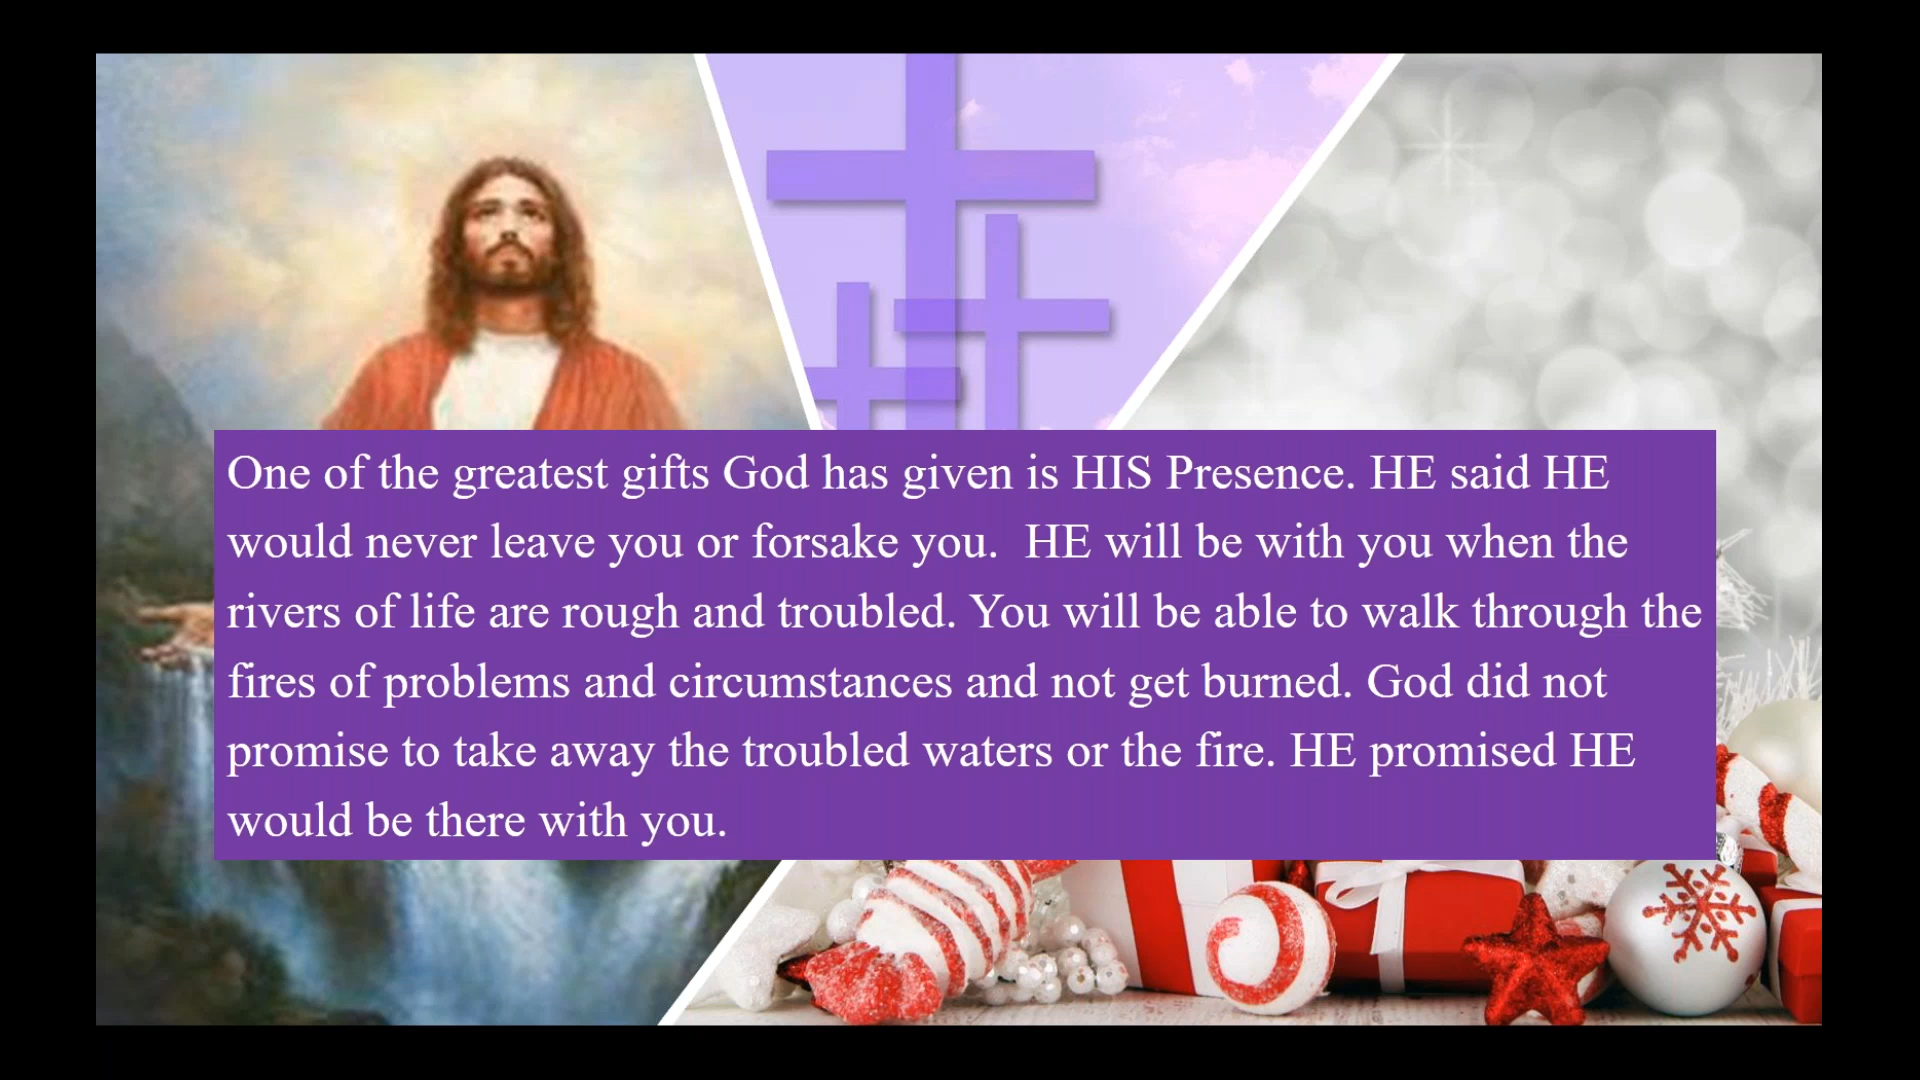 One of the greatest gifts God has given is HIS Presence. HE said HE
would never leave you or forsake you.  HE will be with you when the
rivers of life are rough and troubled. You will be able to walk through the
fires of problems and circumstances and not get burned. God did not
promise to take away the troubled waters or the fire. HE promised HE
would be there with you.